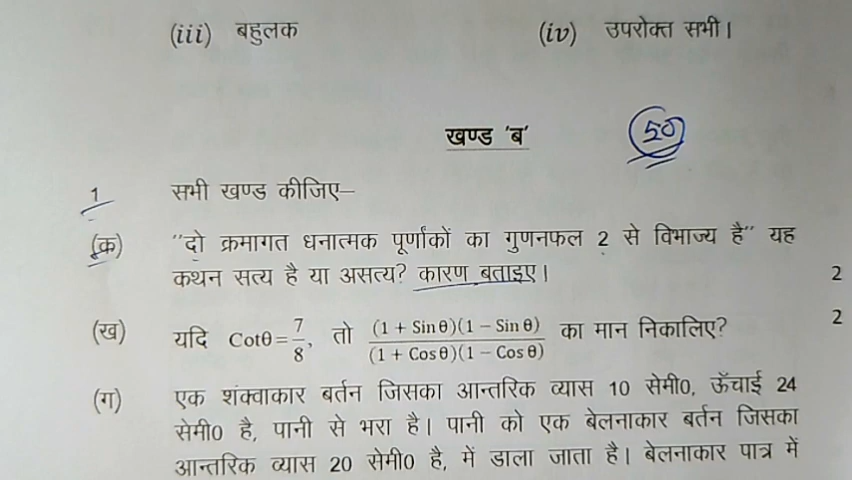 (iii) बहुलक (iv) उपरोक्त सभी।
खण्ड 'ब' 50
1 सभी खण्ड कीजिए–
(क) "दो क्रमागत धनात्मक पूर्णांकों का गुणनफल 2 से विभाज्य है" यह
कथन सत्य है या असत्य? कारण बताइए। 2
(ख) यदि Cotθ=7/8, तो (1 + Sinθ)(1 − Sinθ)/(1 + Cosθ)(1 − Cosθ) का मान निकालिए? 2
(ग) एक शंक्वाकार बर्तन जिसका आन्तरिक व्यास 10 सेमी0, ऊँचाई 24
सेमी0 है, पानी से भरा है। पानी को एक बेलनाकार बर्तन जिसका
आन्तरिक व्यास 20 सेमी0 है, में डाला जाता है। बेलनाकार पात्र में